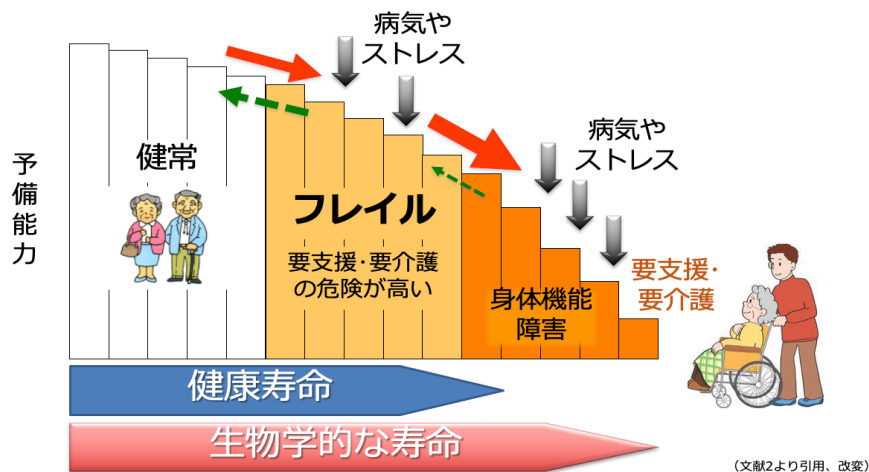 病気や
ストレス
病気や
ストレス
予備能力
健常
フレイル
要支援･要介護
の危険が高い
身体機能
障害
要支援･
要介護
健康寿命
生物学的な寿命
（文献2より引用、改変）